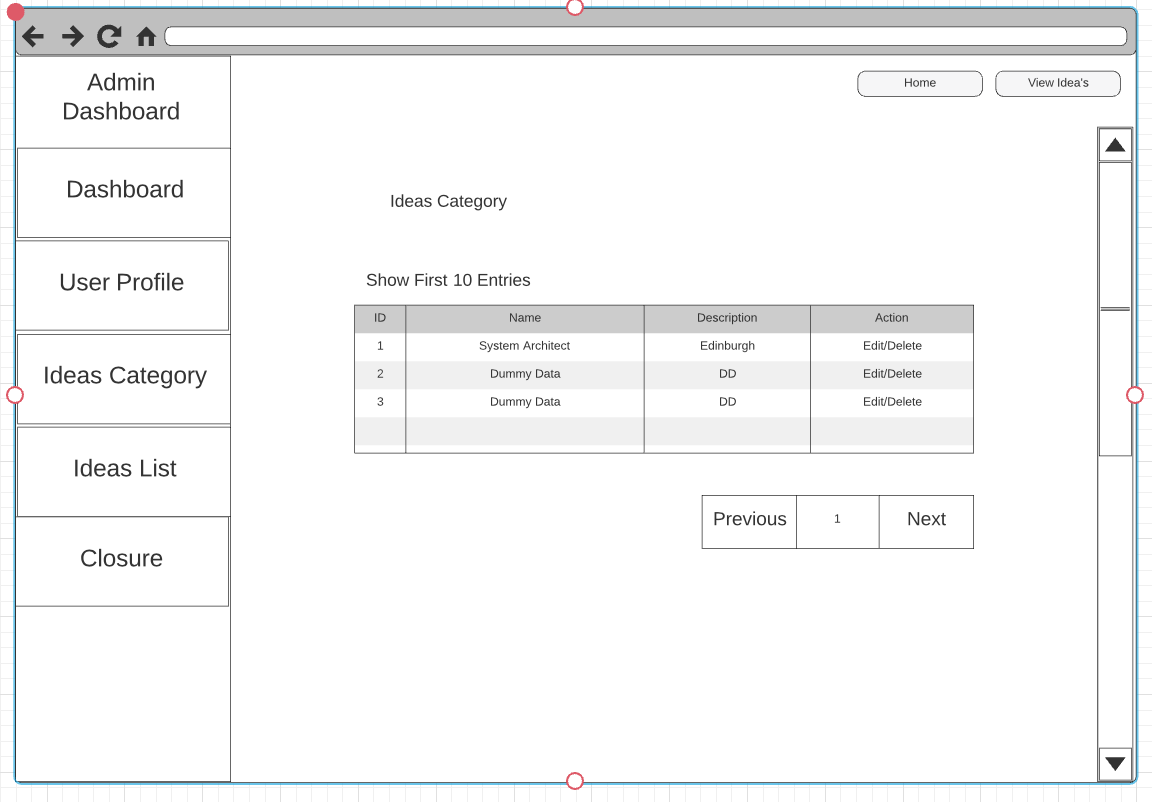 Admin
Dashboard
Home
View Idea's
Dashboard
User Profile
Ideas Category
Ideas List
Closure
Ideas Category
Show First 10 Entries
ID Name Description Action
1 System Architect Edinburgh Edit/Delete
2 Dummy Data DD Edit/Delete
3 Dummy Data DD Edit/Delete
Previous 1 Next